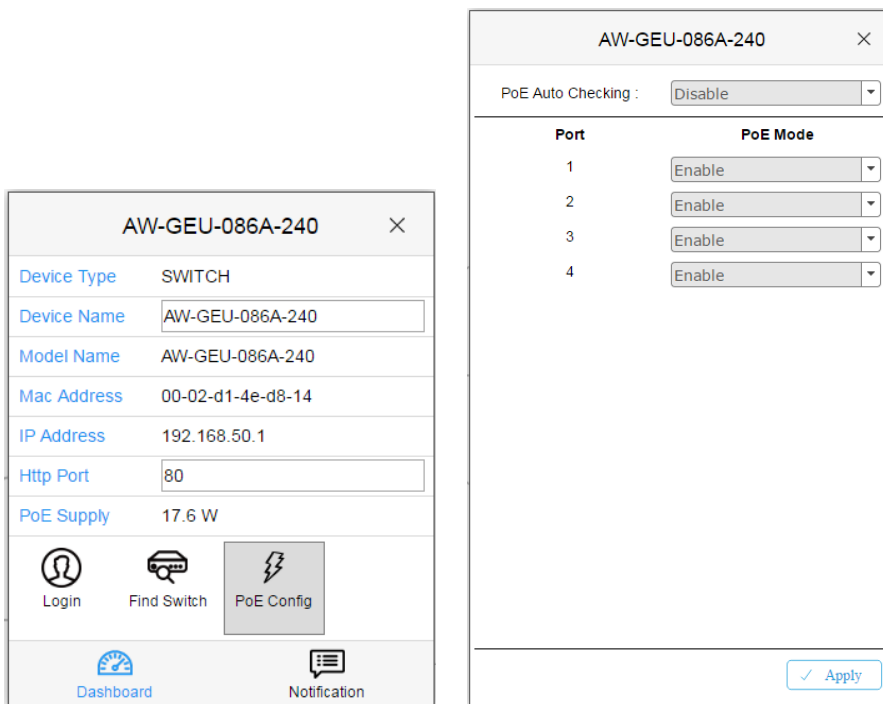 AW-GEU-086A-240
Device Type SWITCH
Device Name AW-GEU-086A-240
Model Name AW-GEU-086A-240
Mac Address 00-02-d1-4e-d8-14
IP Address 192.168.50.1
Http Port 80
PoE Supply 17.6 W
Login Find Switch PoE Config
Dashboard Notification
AW-GEU-086A-240
PoE Auto Checking : Disable
Port PoE Mode
1 Enable
2 Enable
3 Enable
4 Enable
Apply